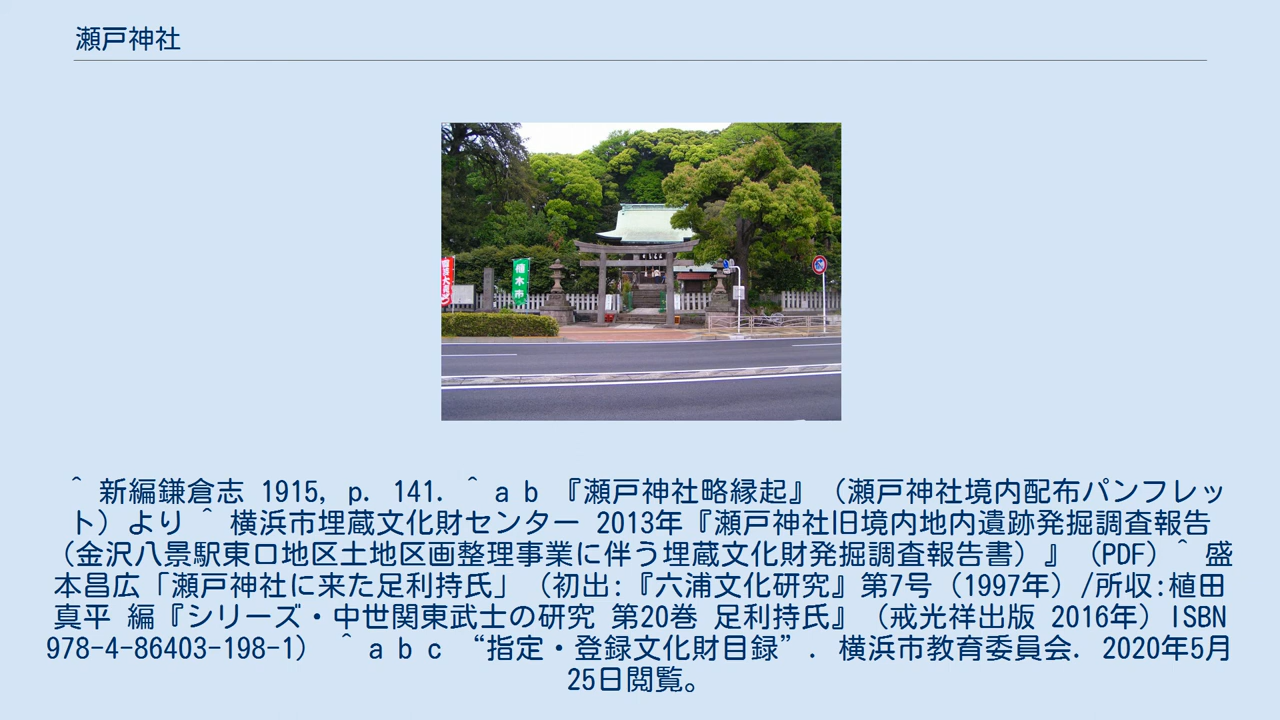 瀬戸神社
植木市
^ 新編鎌倉志 1915, p. 141. ^ a b 『瀬戸神社略縁起』（瀬戸神社境内配布パンフレッ
ト）より ^ 横浜市埋蔵文化財センター 2013年『瀬戸神社旧境内地内遺跡発掘調査報告
（金沢八景駅東口地区土地区画整理事業に伴う埋蔵文化財発掘調査報告書）』（PDF）^ 盛
本昌広「瀬戸神社に来た足利持氏」（初出:『六浦文化研究』第7号（1997年）/所収:植田
真平 編『シリーズ・中世関東武士の研究 第20巻 足利持氏』（戒光祥出版 2016年）ISBN
978-4-86403-198-1） ^ a b c “指定・登録文化財目録”. 横浜市教育委員会. 2020年5月
25日閲覧。